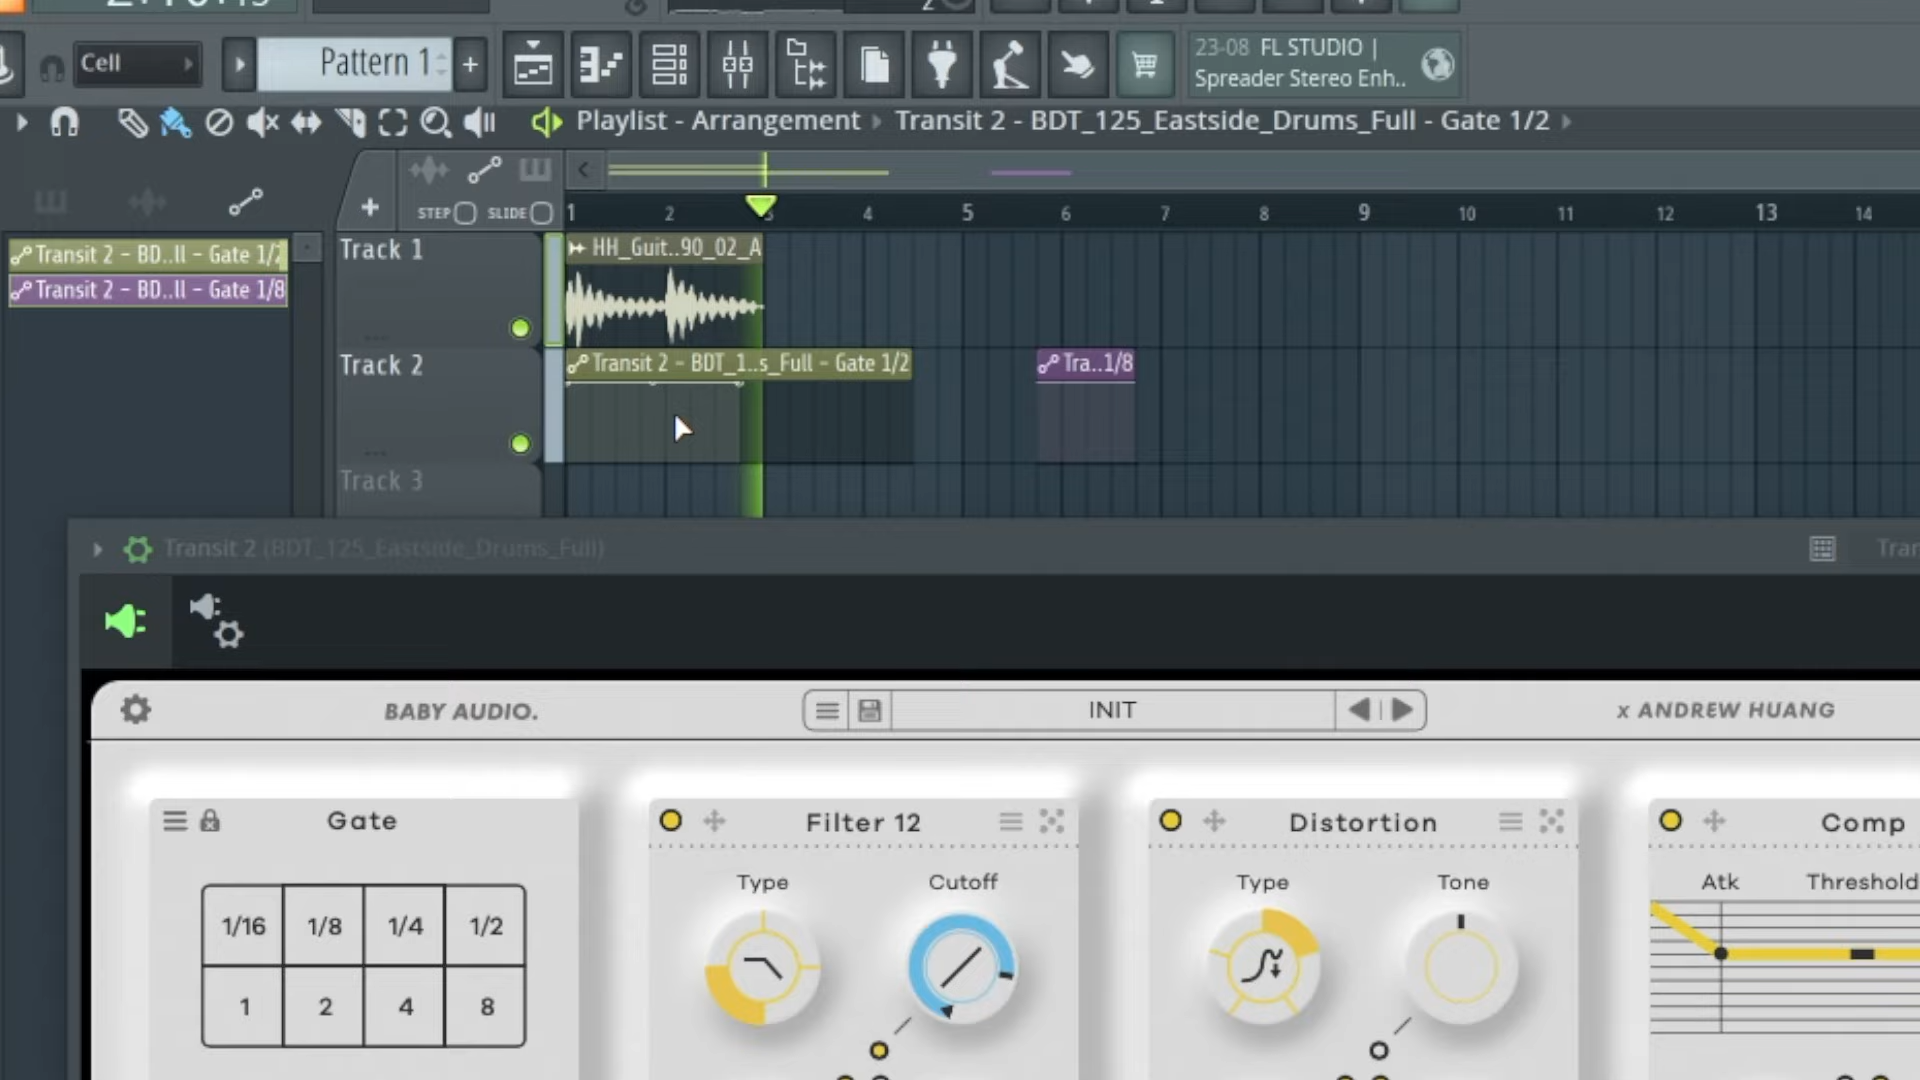 Cell
Pattern 1
+
23-08 FL STUDIO |
Spreader Stereo Enh..
Playlist - Arrangement
Transit 2 - BDT_125_Eastside_Drums_Full - Gate 1/2
STEP SLIDE
1 2 3 4 5 6 7 8 9 10 11 12 13 14
Transit 2 - BD..ll - Gate 1/2
Transit 2 - BD..ll - Gate 1/8
Track 1
HH_Guit..90_02_A
Track 2
Transit 2 - BDT_1..s_Full - Gate 1/2
Tra..1/8
Track 3
Transit 2 (BDT_125_Eastside_Drums_Full)
Tran
BABY AUDIO.
INIT
x ANDREW HUANG
Gate
Filter 12
Distortion
Comp
Type
Cutoff
Type
Tone
Atk
Threshold
1/16 1/8 1/4 1/2
1 2 4 8